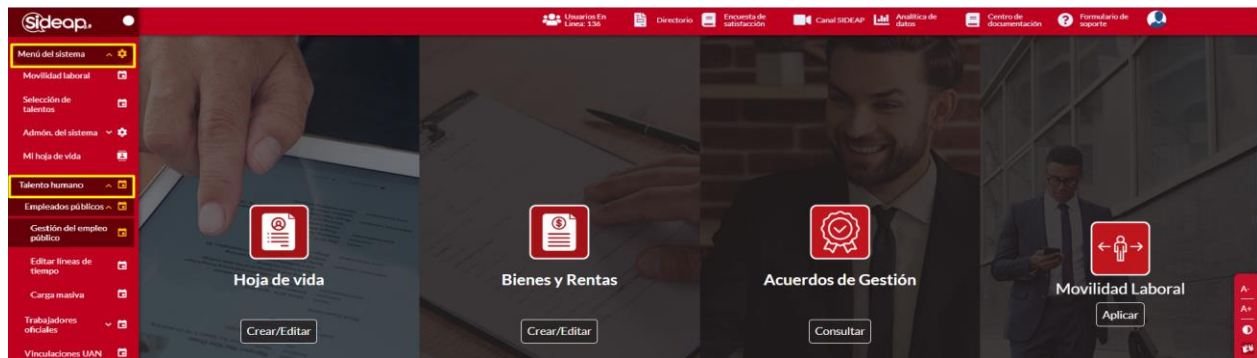 Sideap.
Usuarios En
Línea: 136
Directorio
Encuesta de
satisfacción
Canal SIDEAP
Analítica de
datos
Centro de
documentación
Formulario de
soporte
Menú del sistema
Movilidad laboral
Selección de
talentos
Admón. del sistema
Mi hoja de vida
Talento humano
Empleados públicos
Gestión del empleo
público
Editar líneas de
tiempo
Carga masiva
Trabajadores
oficiales
Vinculaciones UAN
Hoja de vida
Crear/Editar
Bienes y Rentas
Crear/Editar
Acuerdos de Gestión
Consultar
Movilidad Laboral
Aplicar
A-
A+